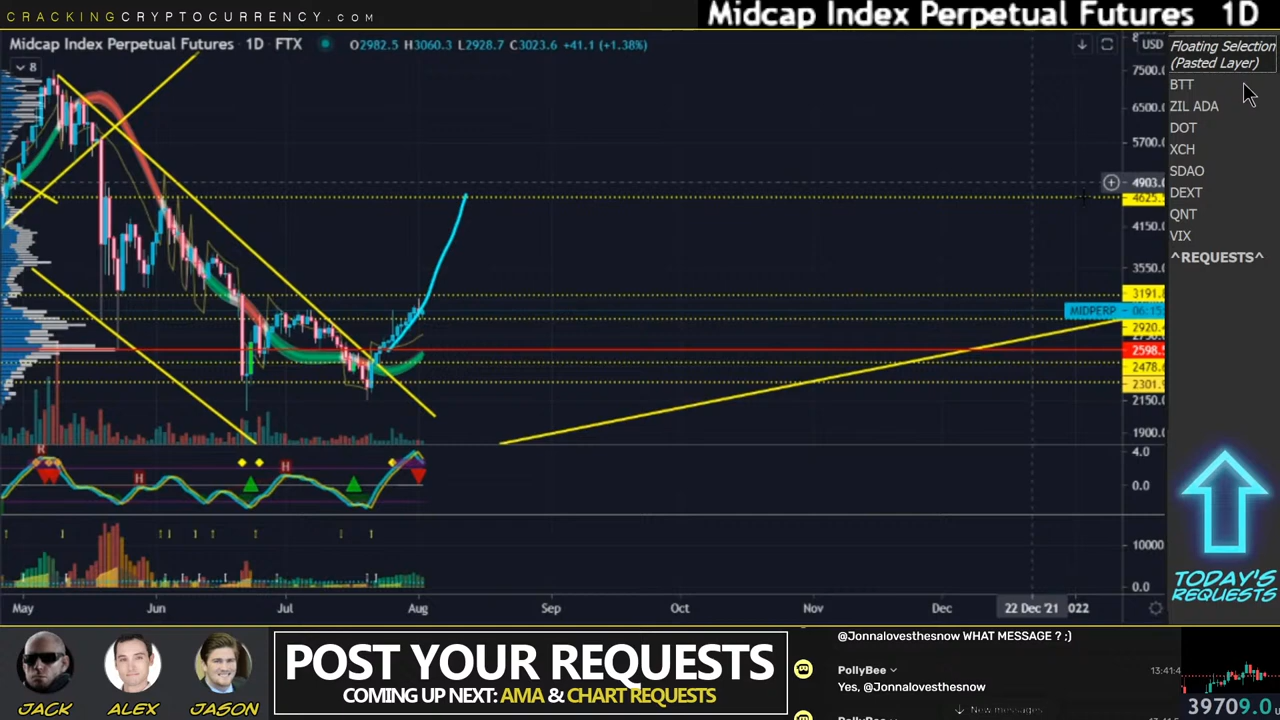 CRACKINGCRYPTOCURRENCY.com
Midcap Index Perpetual Futures 1D
Midcap Index Perpetual Futures · 1D · FTX O2982.5 H3060.3 L2928.7 C3023.6 +41.1 (+1.38%)
USD
8
7500.0
6500.0
5700.0
4903.0
4625.
4150.0
3550.0
3191.0
MIDPERP
2920.
2598.
2478.
2301.
2150.0
1900.0
4.0
0.0
10000
0.0
R
H
H
May Jun Jul Aug Sep Oct Nov Dec 22 Dec '21 022
Floating Selection
(Pasted Layer)
BTT
ZIL ADA
DOT
XCH
SDAO
DEXT
QNT
VIX
^REQUESTS^
TODAY'S
REQUESTS
JACK ALEX JASON
POST YOUR REQUESTS
COMING UP NEXT: AMA & CHART REQUESTS
@Jonnalovesthesnow WHAT MESSAGE ? ;)
PollyBee
Yes, @Jonnalovesthesnow
New messages
13:41:4
39709.0